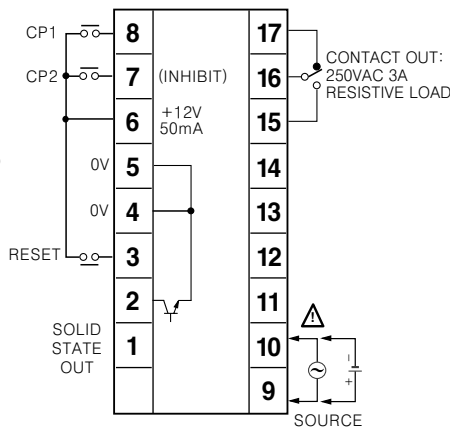 CP1
8
17
CONTACT OUT:
250VAC 3A
RESISTIVE LOAD
CP2
7
(INHIBIT)
16
6
+12V
50mA
15
0V
5
14
0V
4
13
RESET
3
12
2
11
SOLID
STATE
OUT
1
10
9
− +
SOURCE